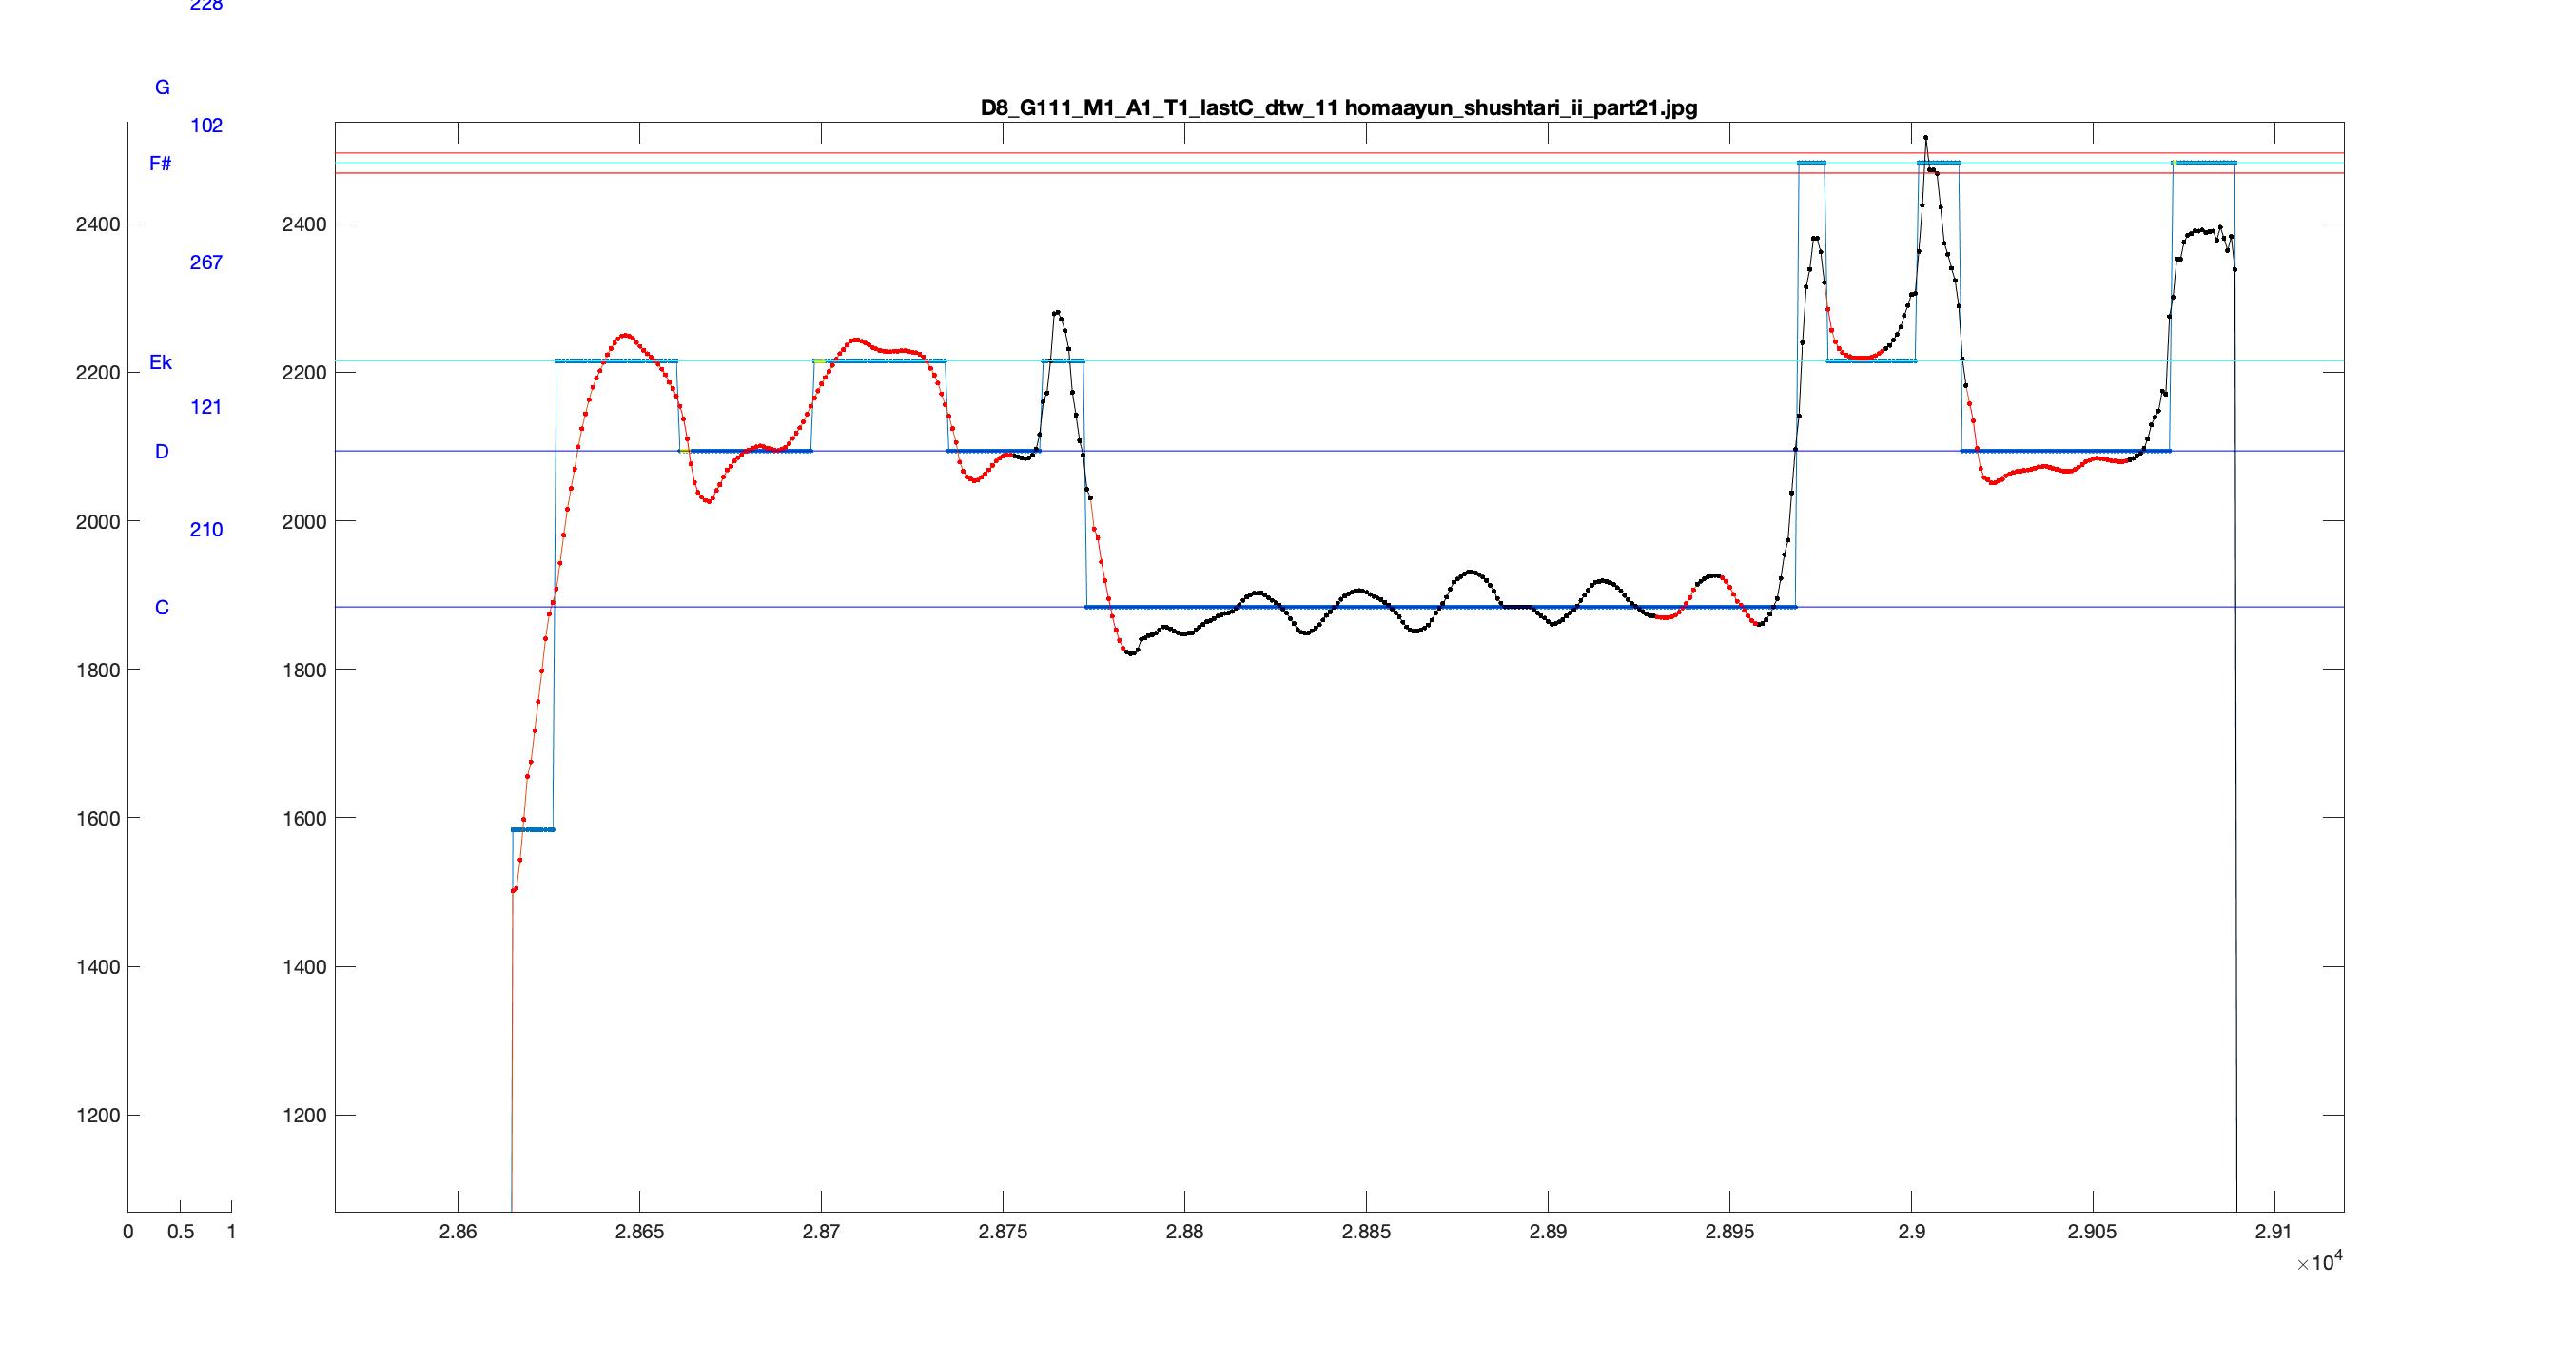 228
G
D8_G111_M1_A1_T1_lastC_dtw_11 homaayun_shushtari_ii_part21.jpg
102
F#
2400 2400
267
Ek
2200 2200
121
D
2000 2000
210
C
1800 1800
1600 1600
1400 1400
1200 1200
0 0.5 1 2.86 2.865 2.87 2.875 2.88 2.885 2.89 2.895 2.9 2.905 2.91
×10⁴